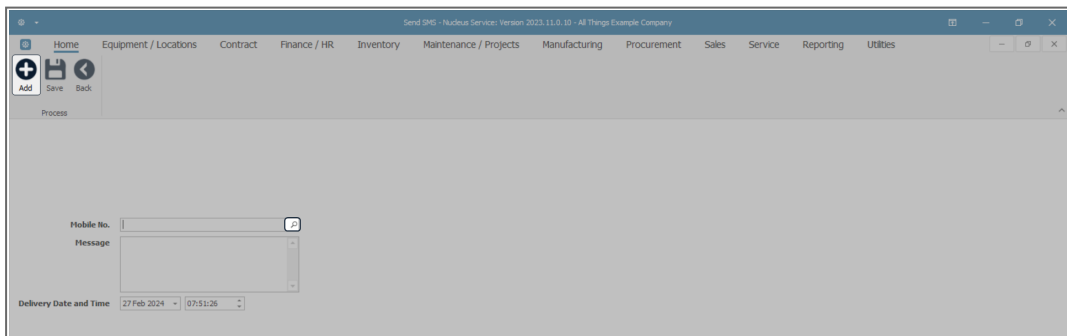 Send SMS - Nucleus Service: Version 2023.11.0.10 - All Things Example Company
Home Equipment / Locations Contract Finance / HR Inventory Maintenance / Projects Manufacturing Procurement Sales Service Reporting Utilities
Add Save Back
Process
Mobile No.
Message
Delivery Date and Time 27 Feb 2024 07:51:26